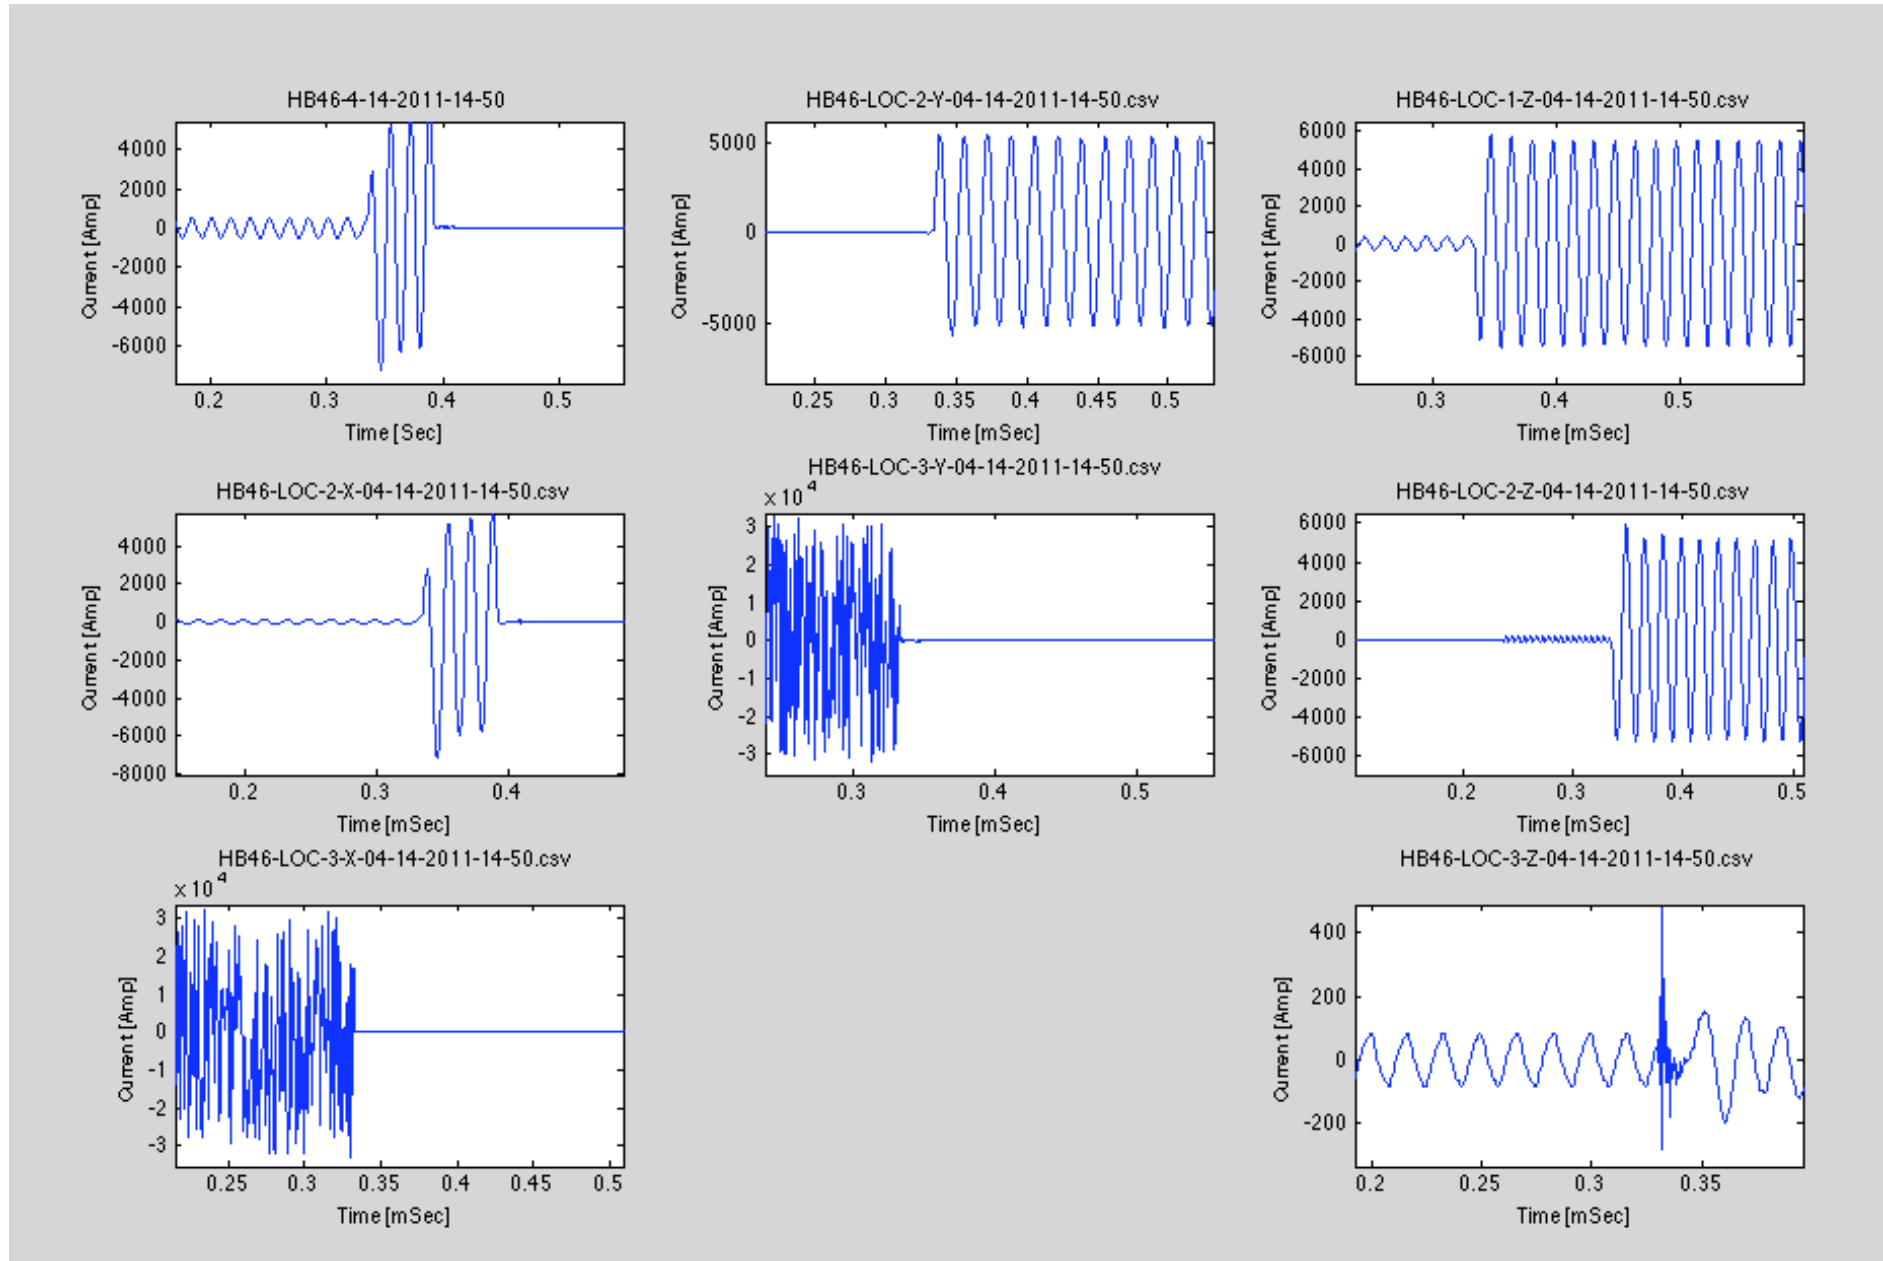 HB46-4-14-2011-14-50
4000
2000
0
-2000
-4000
-6000
Current [Amp]
0.2 0.3 0.4 0.5
Time [Sec]
HB46-LOC-2-Y-04-14-2011-14-50.csv
5000
0
-5000
Current [Amp]
0.25 0.3 0.35 0.4 0.45 0.5
Time [mSec]
HB46-LOC-1-Z-04-14-2011-14-50.csv
6000
4000
2000
0
-2000
-4000
-6000
Current [Amp]
0.3 0.4 0.5
Time [mSec]
HB46-LOC-2-X-04-14-2011-14-50.csv
4000
2000
0
-2000
-4000
-6000
-8000
Current [Amp]
0.2 0.3 0.4
Time [mSec]
HB46-LOC-3-Y-04-14-2011-14-50.csv
x 10^4
3
2
1
0
-1
-2
-3
Current [Amp]
0.3 0.4 0.5
Time [mSec]
HB46-LOC-2-Z-04-14-2011-14-50.csv
6000
4000
2000
0
-2000
-4000
-6000
Current [Amp]
0.2 0.3 0.4 0.5
Time [mSec]
HB46-LOC-3-X-04-14-2011-14-50.csv
x 10^4
3
2
1
0
-1
-2
-3
Current [Amp]
0.25 0.3 0.35 0.4 0.45 0.5
Time [mSec]
HB46-LOC-3-Z-04-14-2011-14-50.csv
400
200
0
-200
Current [Amp]
0.2 0.25 0.3 0.35
Time [mSec]